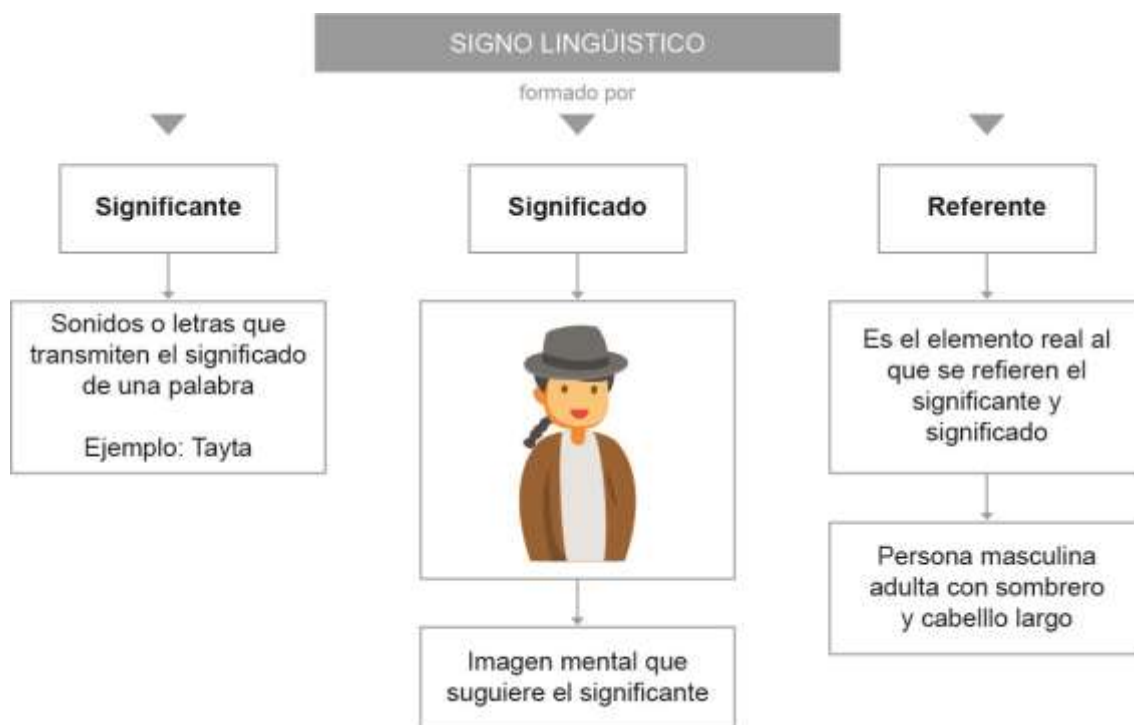 SIGNO LINGÜISTICO
formado por
Significante
Sonidos o letras que
transmiten el significado
de una palabra
Ejemplo: Tayta
Significado
Imagen mental que
suguiere el significante
Referente
Es el elemento real al
que se refieren el
significante y
significado
Persona masculina
adulta con sombrero
y cabelllo largo